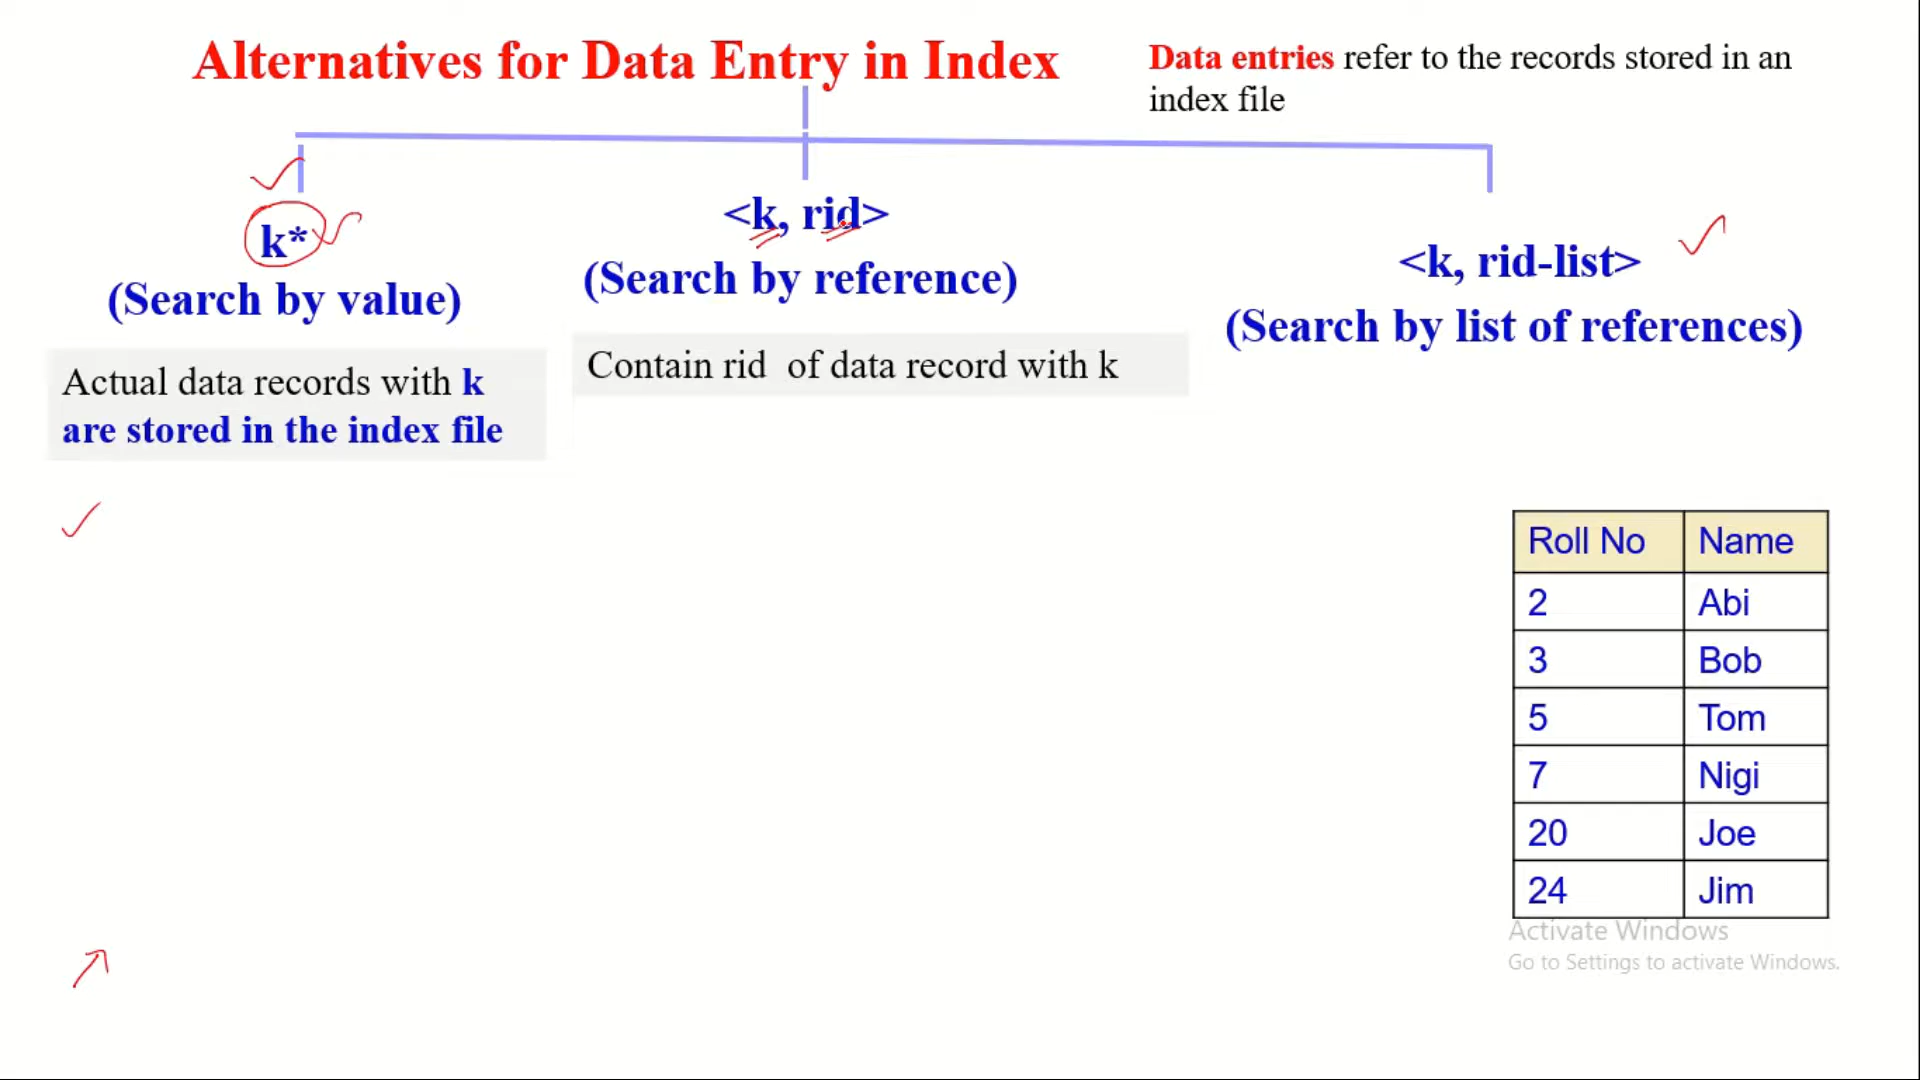 Alternatives for Data Entry in Index
Data entries refer to the records stored in an
index file
k*
(Search by value)
Actual data records with k
are stored in the index file
<k, rid>
(Search by reference)
Contain rid of data record with k
<k, rid-list>
(Search by list of references)
Roll No Name
2 Abi
3 Bob
5 Tom
7 Nigi
20 Joe
24 Jim
Activate Windows
Go to Settings to activate Windows.